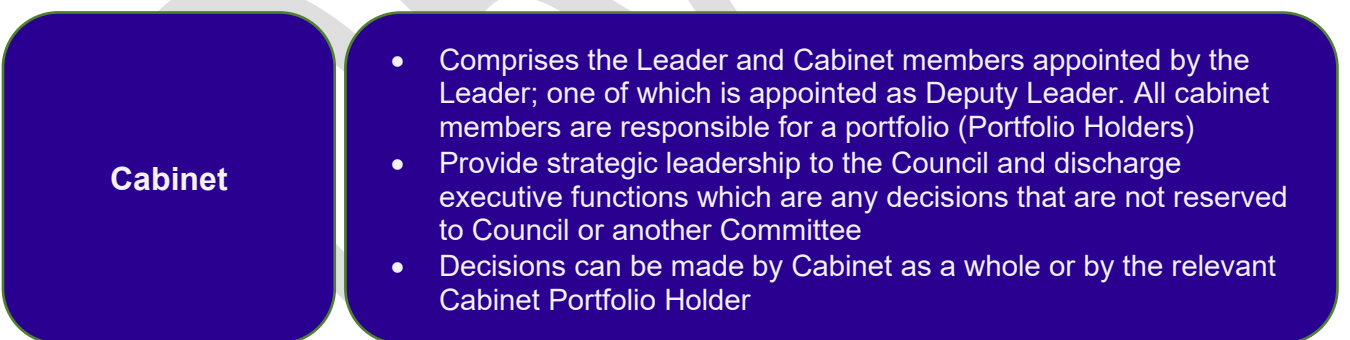 Cabinet
• Comprises the Leader and Cabinet members appointed by the
Leader; one of which is appointed as Deputy Leader. All cabinet
members are responsible for a portfolio (Portfolio Holders)
• Provide strategic leadership to the Council and discharge
executive functions which are any decisions that are not reserved
to Council or another Committee
• Decisions can be made by Cabinet as a whole or by the relevant
Cabinet Portfolio Holder